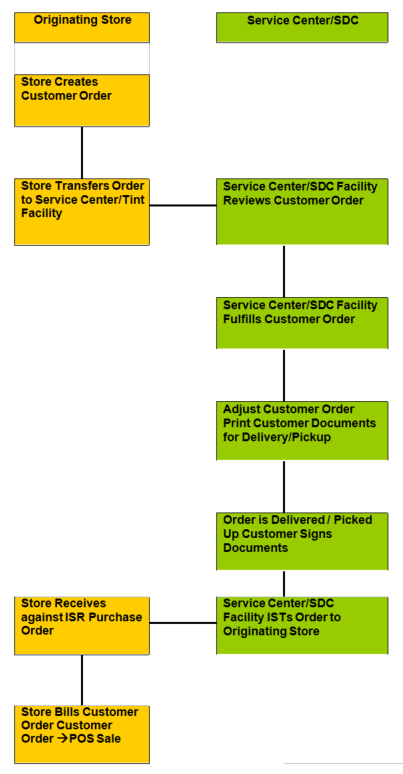 Originating Store
Service Center/SDC
Store Creates
Customer Order
Store Transfers Order
to Service Center/Tint
Facility
Service Center/SDC Facility
Reviews Customer Order
Service Center/SDC Facility
Fulfills Customer Order
Adjust Customer Order
Print Customer Documents
for Delivery/Pickup
Order is Delivered / Picked
Up Customer Signs
Documents
Service Center/SDC
Facility ISTs Order to
Originating Store
Store Receives
against ISR Purchase
Order
Store Bills Customer
Order Customer
Order →POS Sale